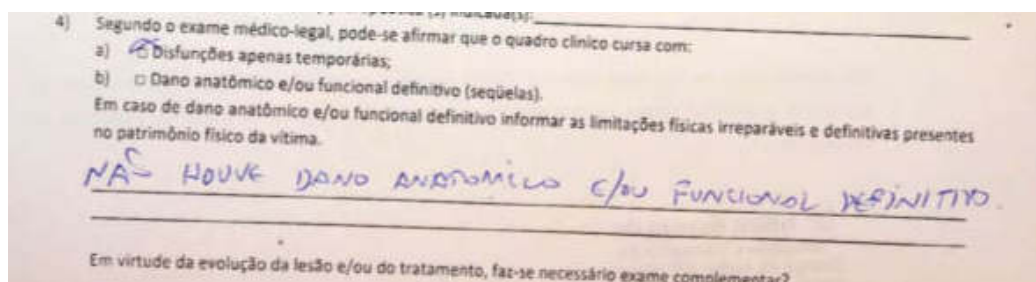 (s) indicada(s):
4) Segundo o exame médico-legal, pode-se afirmar que o quadro clinico cursa com:
a) Disfunções apenas temporárias;
b) □ Dano anatômico e/ou funcional definitivo (seqüelas).
Em caso de dano anatômico e/ou funcional definitivo informar as limitações físicas irreparáveis e definitivas presentes
no patrimônio físico da vítima.
NÃO HOUVE DANO ANATOMICO E/OU FUNCIONAL DEFINITIVO.
Em virtude da evolução da lesão e/ou do tratamento, faz-se necessário exame complementar?